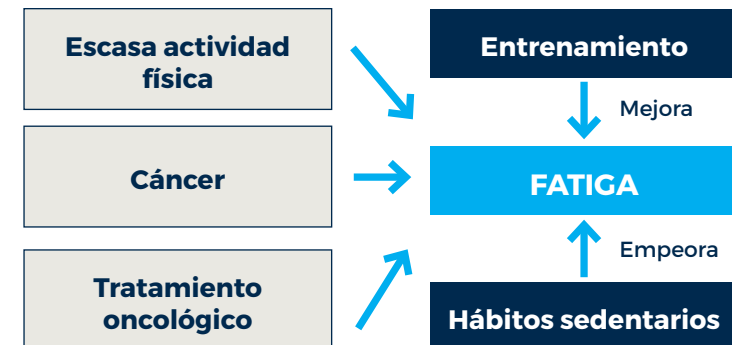 Escasa actividad
física
Cáncer
Tratamiento
oncológico
Entrenamiento
Mejora
FATIGA
Empeora
Hábitos sedentarios